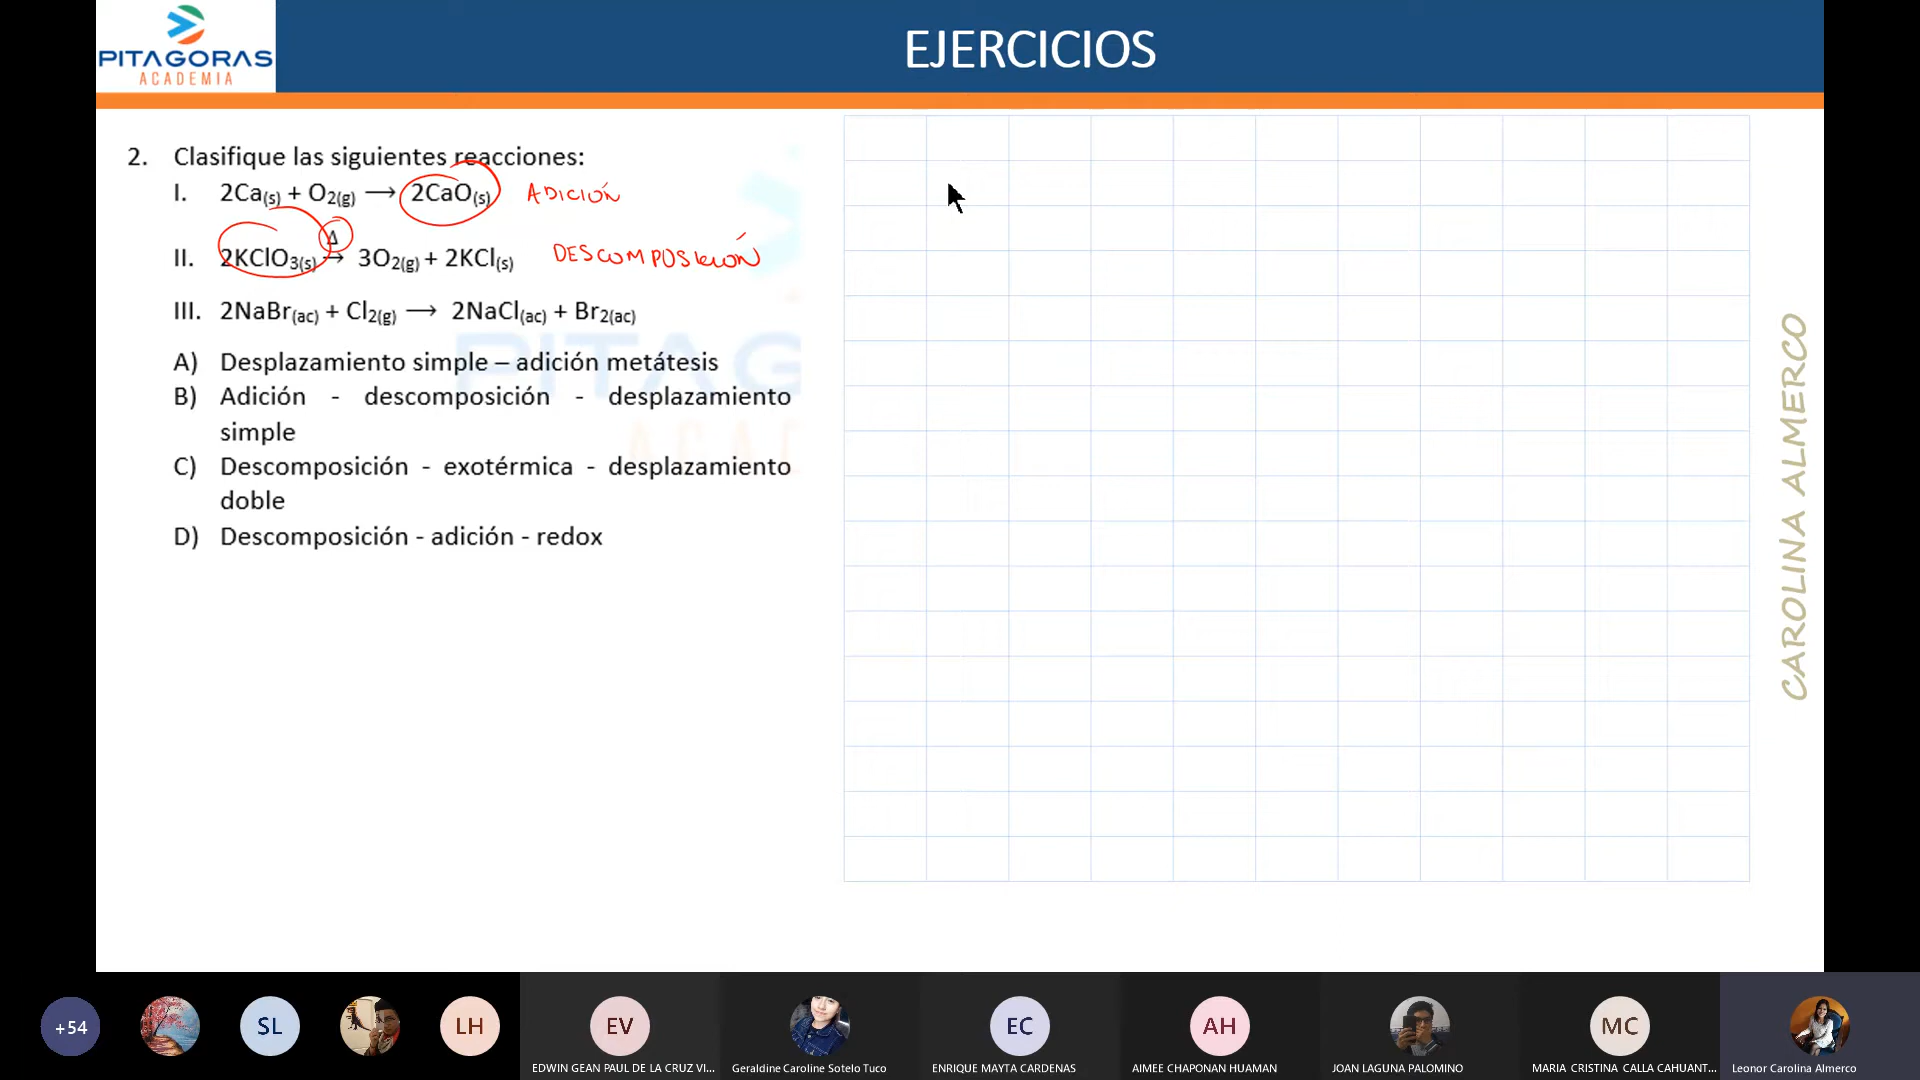 PITAGORAS
ACADEMIA
EJERCICIOS
2. Clasifique las siguientes reacciones:
I. 2Ca(s) + O2(g) ⟶ 2CaO(s) ADICIÓN
Δ
II. 2KClO3(s) → 3O2(g) + 2KCl(s) DESCOMPOSICIÓN
III. 2NaBr(ac) + Cl2(g) ⟶ 2NaCl(ac) + Br2(ac)
A) Desplazamiento simple – adición metátesis
B) Adición - descomposición - desplazamiento
simple
C) Descomposición - exotérmica - desplazamiento
doble
D) Descomposición - adición - redox
PITAG
ACAD
CAROLINA ALMERCO
+54
SL
LH
EV
EC
AH
MC
EDWIN GEAN PAUL DE LA CRUZ VI...
Geraldine Caroline Sotelo Tuco
ENRIQUE MAYTA CARDENAS
AIMEE CHAPONAN HUAMAN
JOAN LAGUNA PALOMINO
MARIA CRISTINA CALLA CAHUANT...
Leonor Carolina Almerco